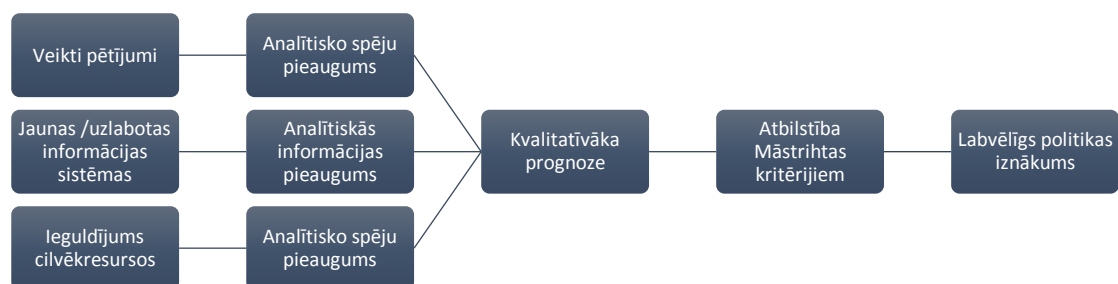 Veikti pētījumi
Analītisko spēju
pieaugums
Jaunas /uzlabotas
informācijas
sistēmas
Analītiskās
informācijas
pieaugums
Ieguldījums
cilvēkresursos
Analītisko spēju
pieaugums
Kvalitatīvāka
prognoze
Atbilstība
Māstrihtas
kritērijiem
Labvēlīgs politikas
iznākums